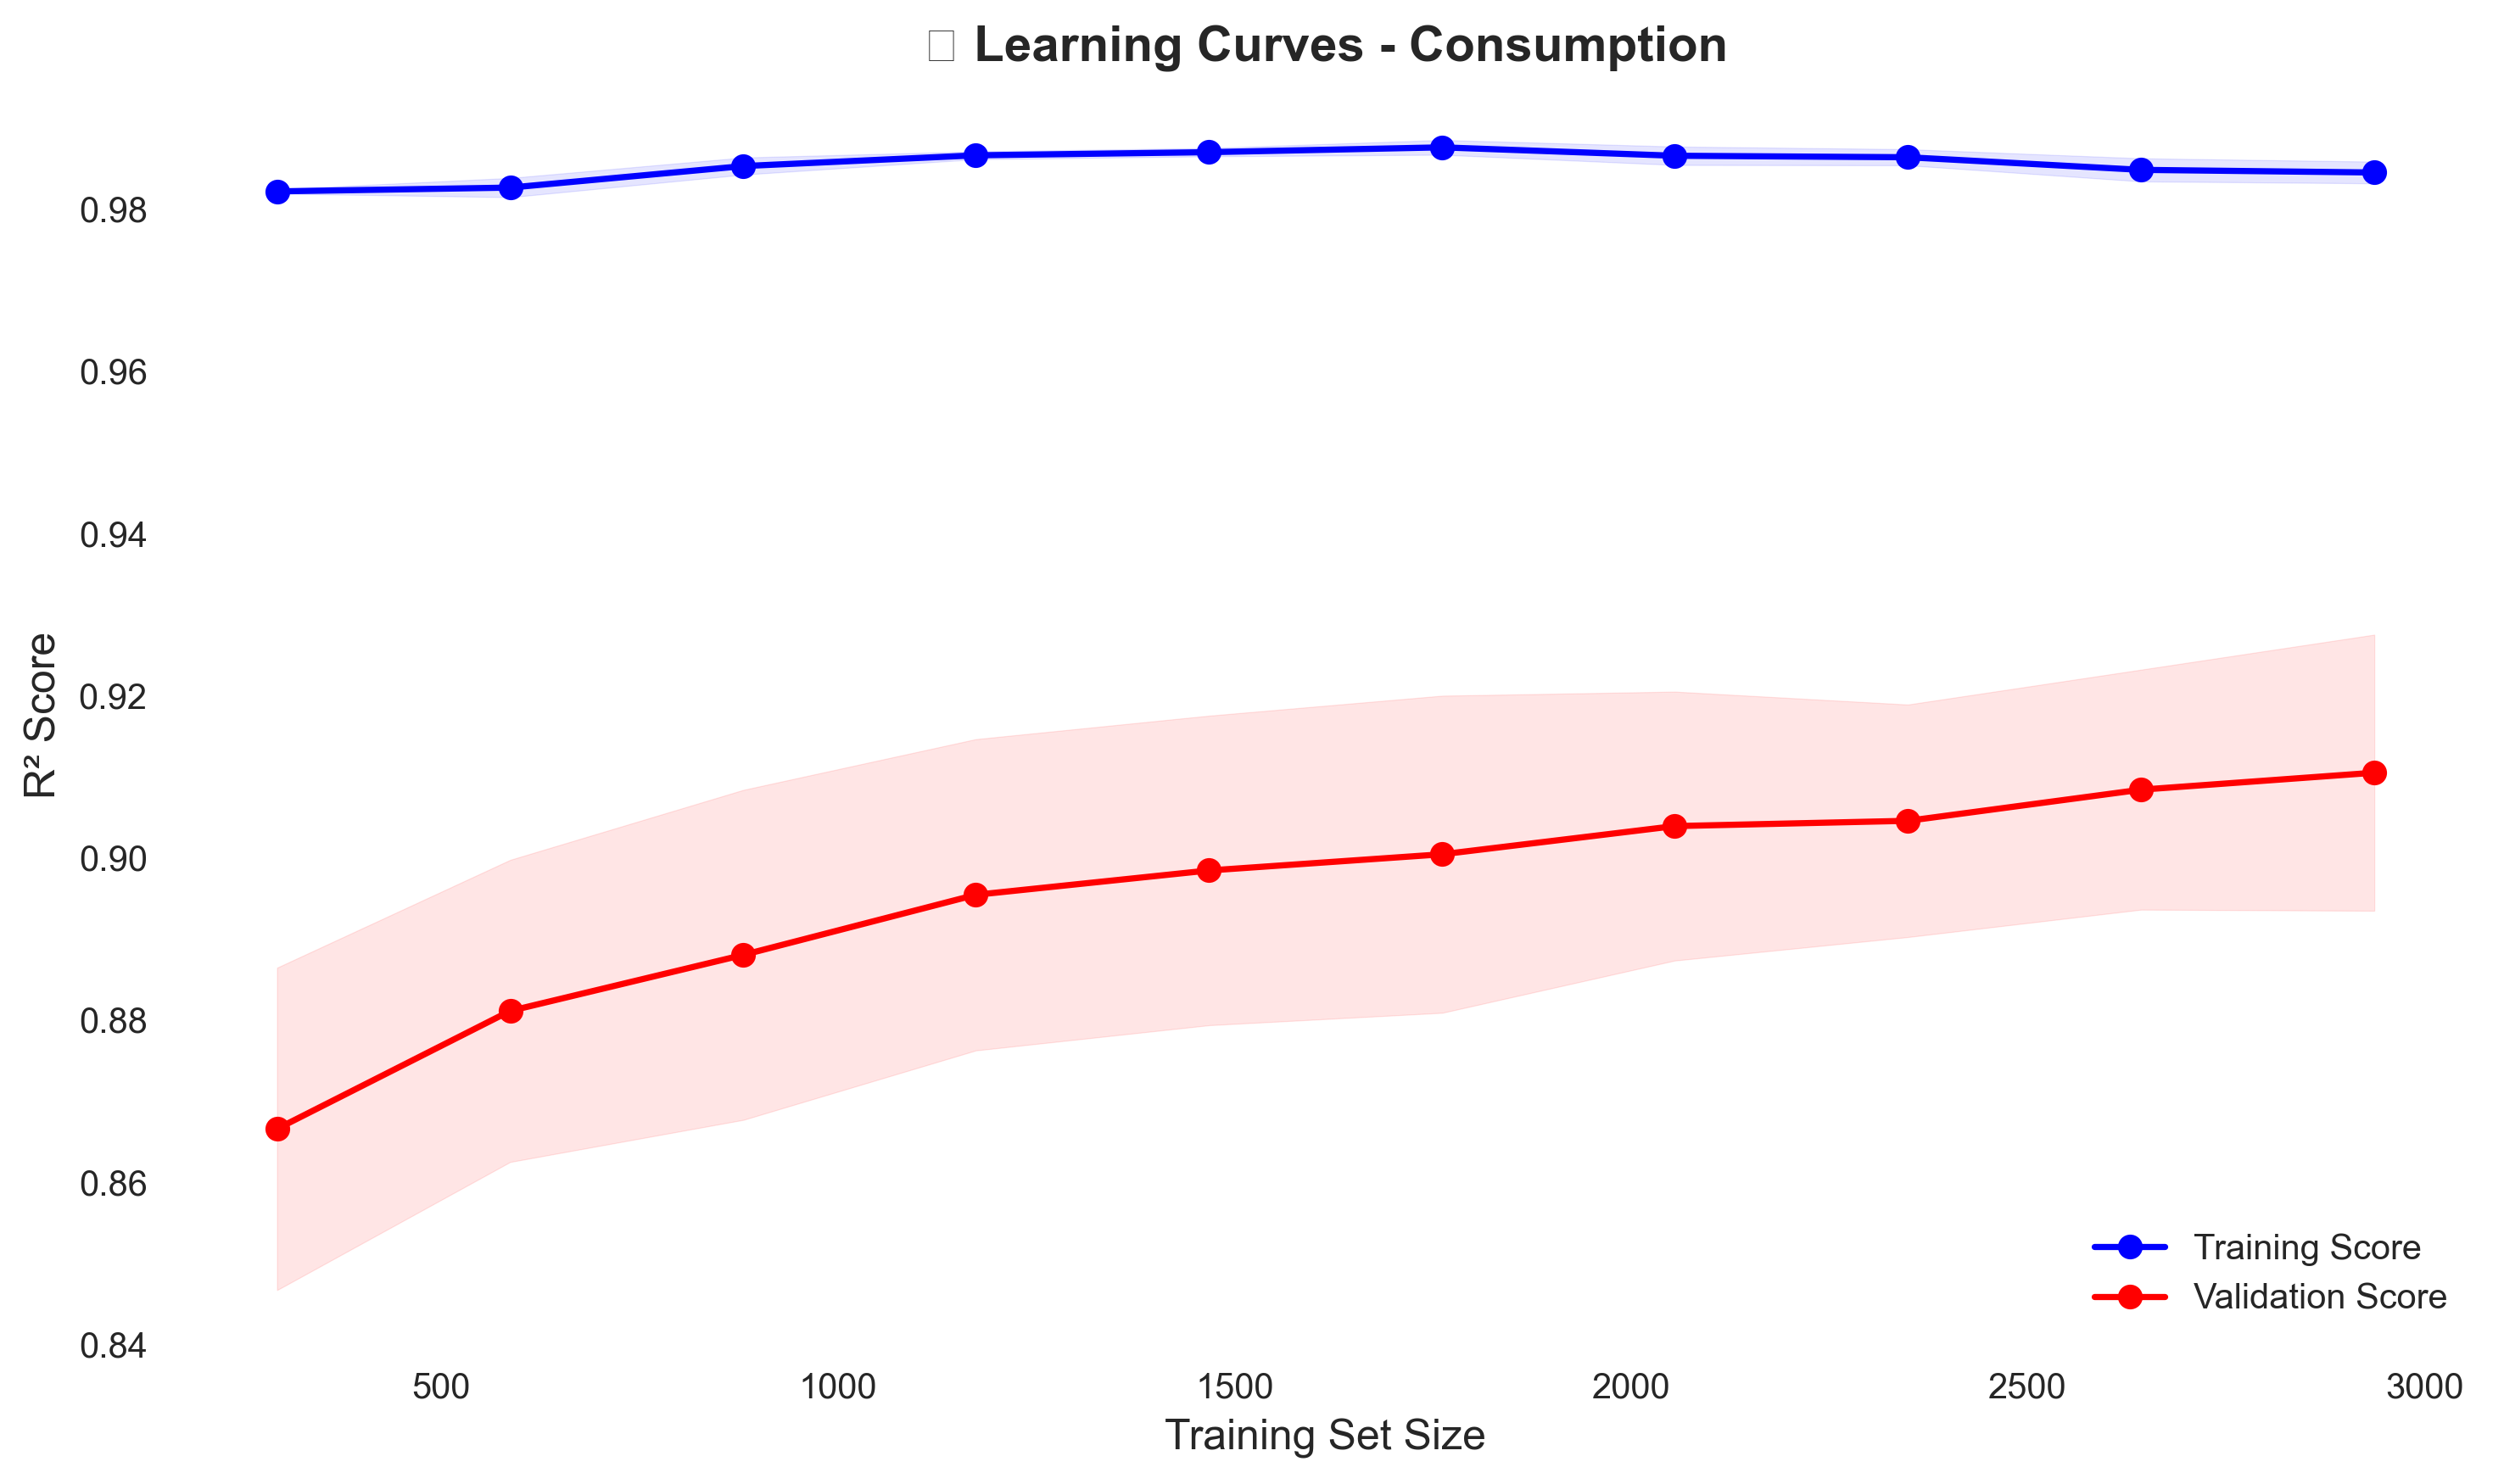 Learning Curves - Consumption
0.98
0.96
0.94
0.92
0.90
0.88
0.86
0.84
R² Score
500 1000 1500 2000 2500 3000
Training Set Size
Training Score
Validation Score